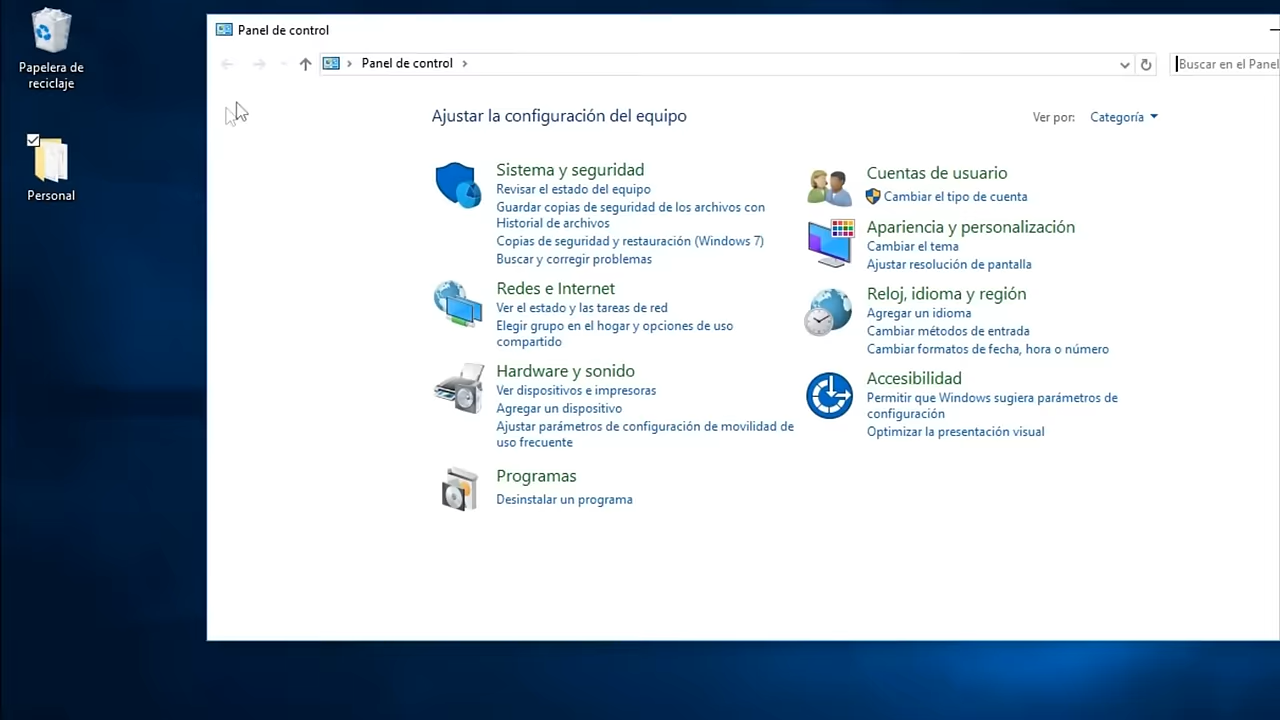 Papelera de
reciclaje
Personal
Panel de control
Panel de control
Buscar en el Panel
Ajustar la configuración del equipo
Ver por: Categoría
Sistema y seguridad
Revisar el estado del equipo
Guardar copias de seguridad de los archivos con
Historial de archivos
Copias de seguridad y restauración (Windows 7)
Buscar y corregir problemas
Redes e Internet
Ver el estado y las tareas de red
Elegir grupo en el hogar y opciones de uso
compartido
Hardware y sonido
Ver dispositivos e impresoras
Agregar un dispositivo
Ajustar parámetros de configuración de movilidad de
uso frecuente
Programas
Desinstalar un programa
Cuentas de usuario
Cambiar el tipo de cuenta
Apariencia y personalización
Cambiar el tema
Ajustar resolución de pantalla
Reloj, idioma y región
Agregar un idioma
Cambiar métodos de entrada
Cambiar formatos de fecha, hora o número
Accesibilidad
Permitir que Windows sugiera parámetros de
configuración
Optimizar la presentación visual